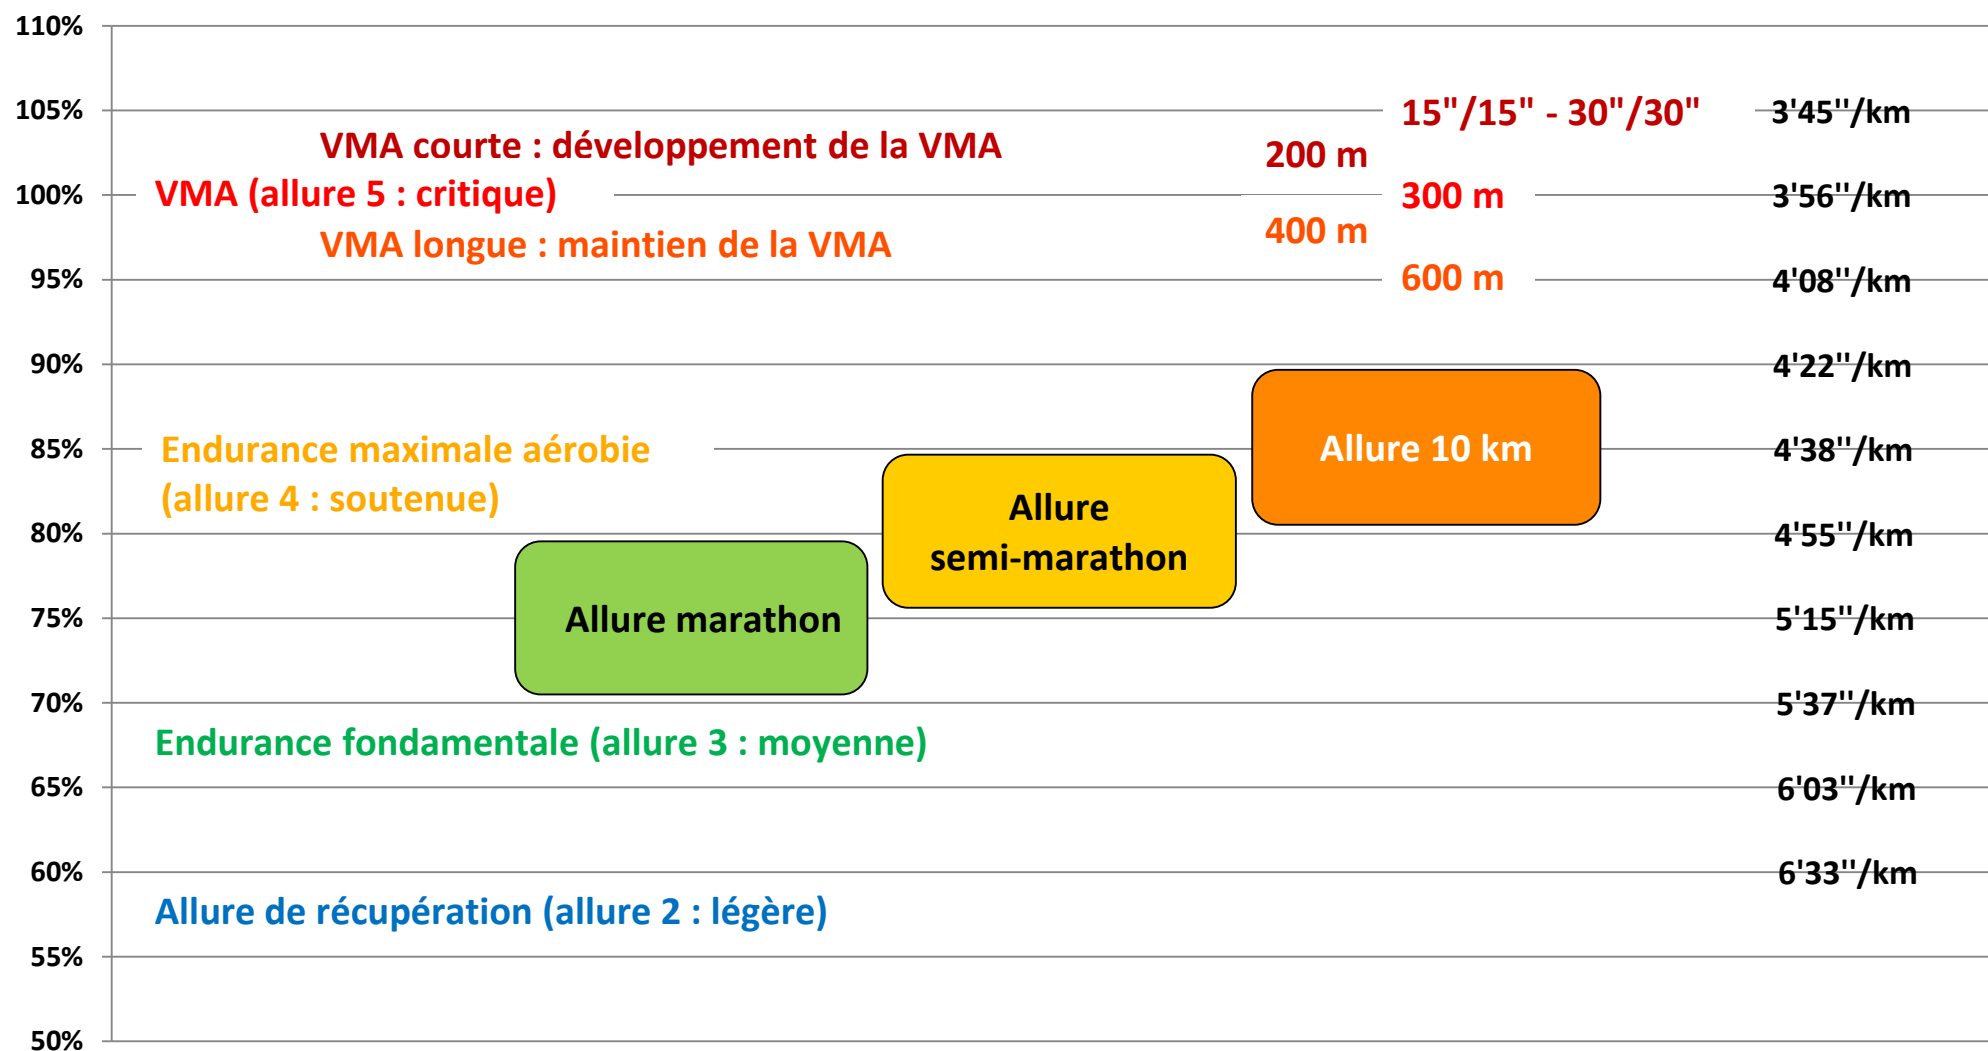 110%
105%
15"/15" - 30"/30"
3'45''/km
VMA courte : développement de la VMA
200 m
100%
VMA (allure 5 : critique)
300 m
3'56''/km
VMA longue : maintien de la VMA
400 m
95%
600 m
4'08''/km
90%
4'22''/km
85%
Endurance maximale aérobie
(allure 4 : soutenue)
Allure 10 km
4'38''/km
Allure
semi-marathon
80%
4'55''/km
75%
Allure marathon
5'15''/km
70%
5'37''/km
Endurance fondamentale (allure 3 : moyenne)
65%
6'03''/km
60%
6'33''/km
Allure de récupération (allure 2 : légère)
55%
50%